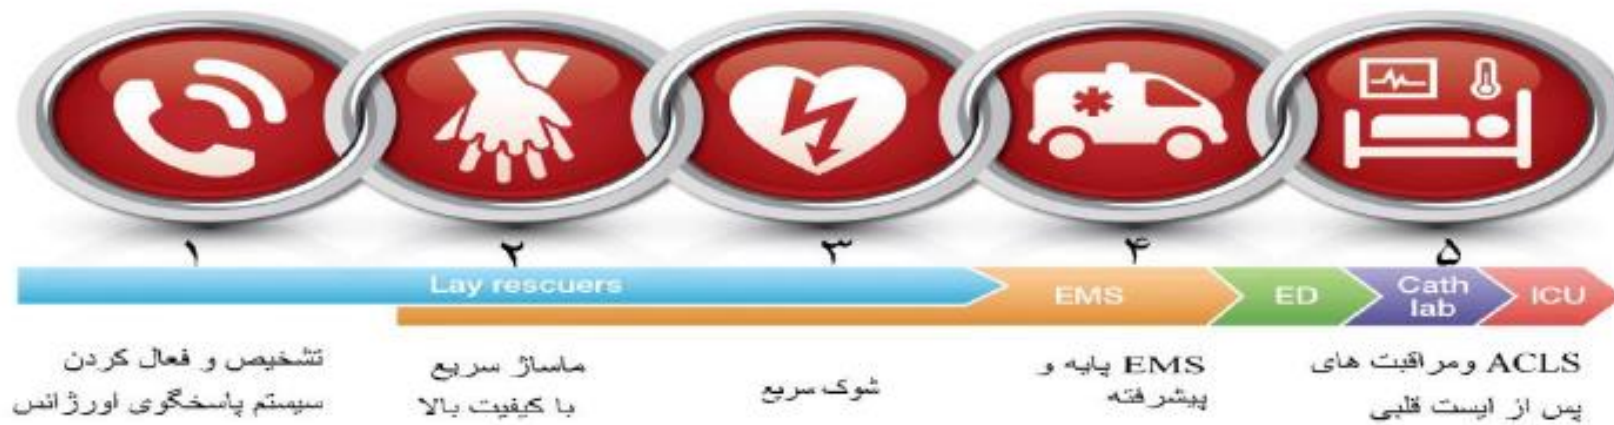 ۱
۲
۳
۴
۵
Lay rescuers
EMS
ED
Cath
lab
ICU
تشخیص و فعال کردن
سیستم پاسخگوی اورژانس
ماساژ سریع
با کیفیت بالا
شوک سریع
EMS پایه و
پیشرفته
ACLS ومراقبت های
پس از ایست قلبی